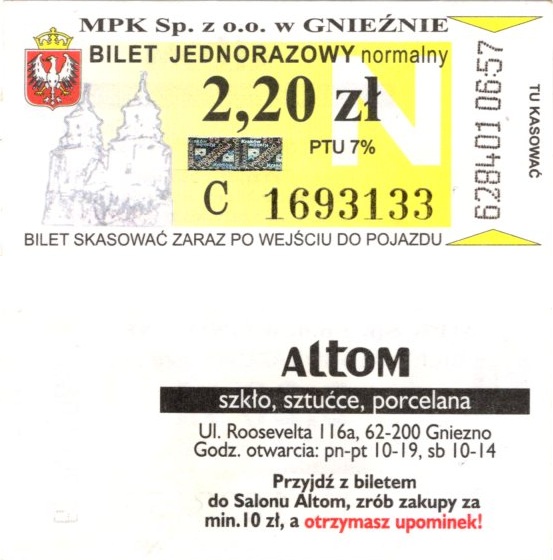 MPK Sp. z o.o. w GNIEŹNIE
BILET JEDNORAZOWY normalny
N
2,20 zł
PTU 7%
C 1693133
BILET SKASOWAĆ ZARAZ PO WEJŚCIU DO POJAZDU
628401 06:57
TU KASOWAĆ
ALTOM
szkło, sztućce, porcelana
Ul. Roosevelta 116a, 62-200 Gniezno
Godz. otwarcia: pn-pt 10-19, sb 10-14
Przyjdź z biletem
do Salonu Altom, zrób zakupy za
min.10 zł, a otrzymasz upominek!